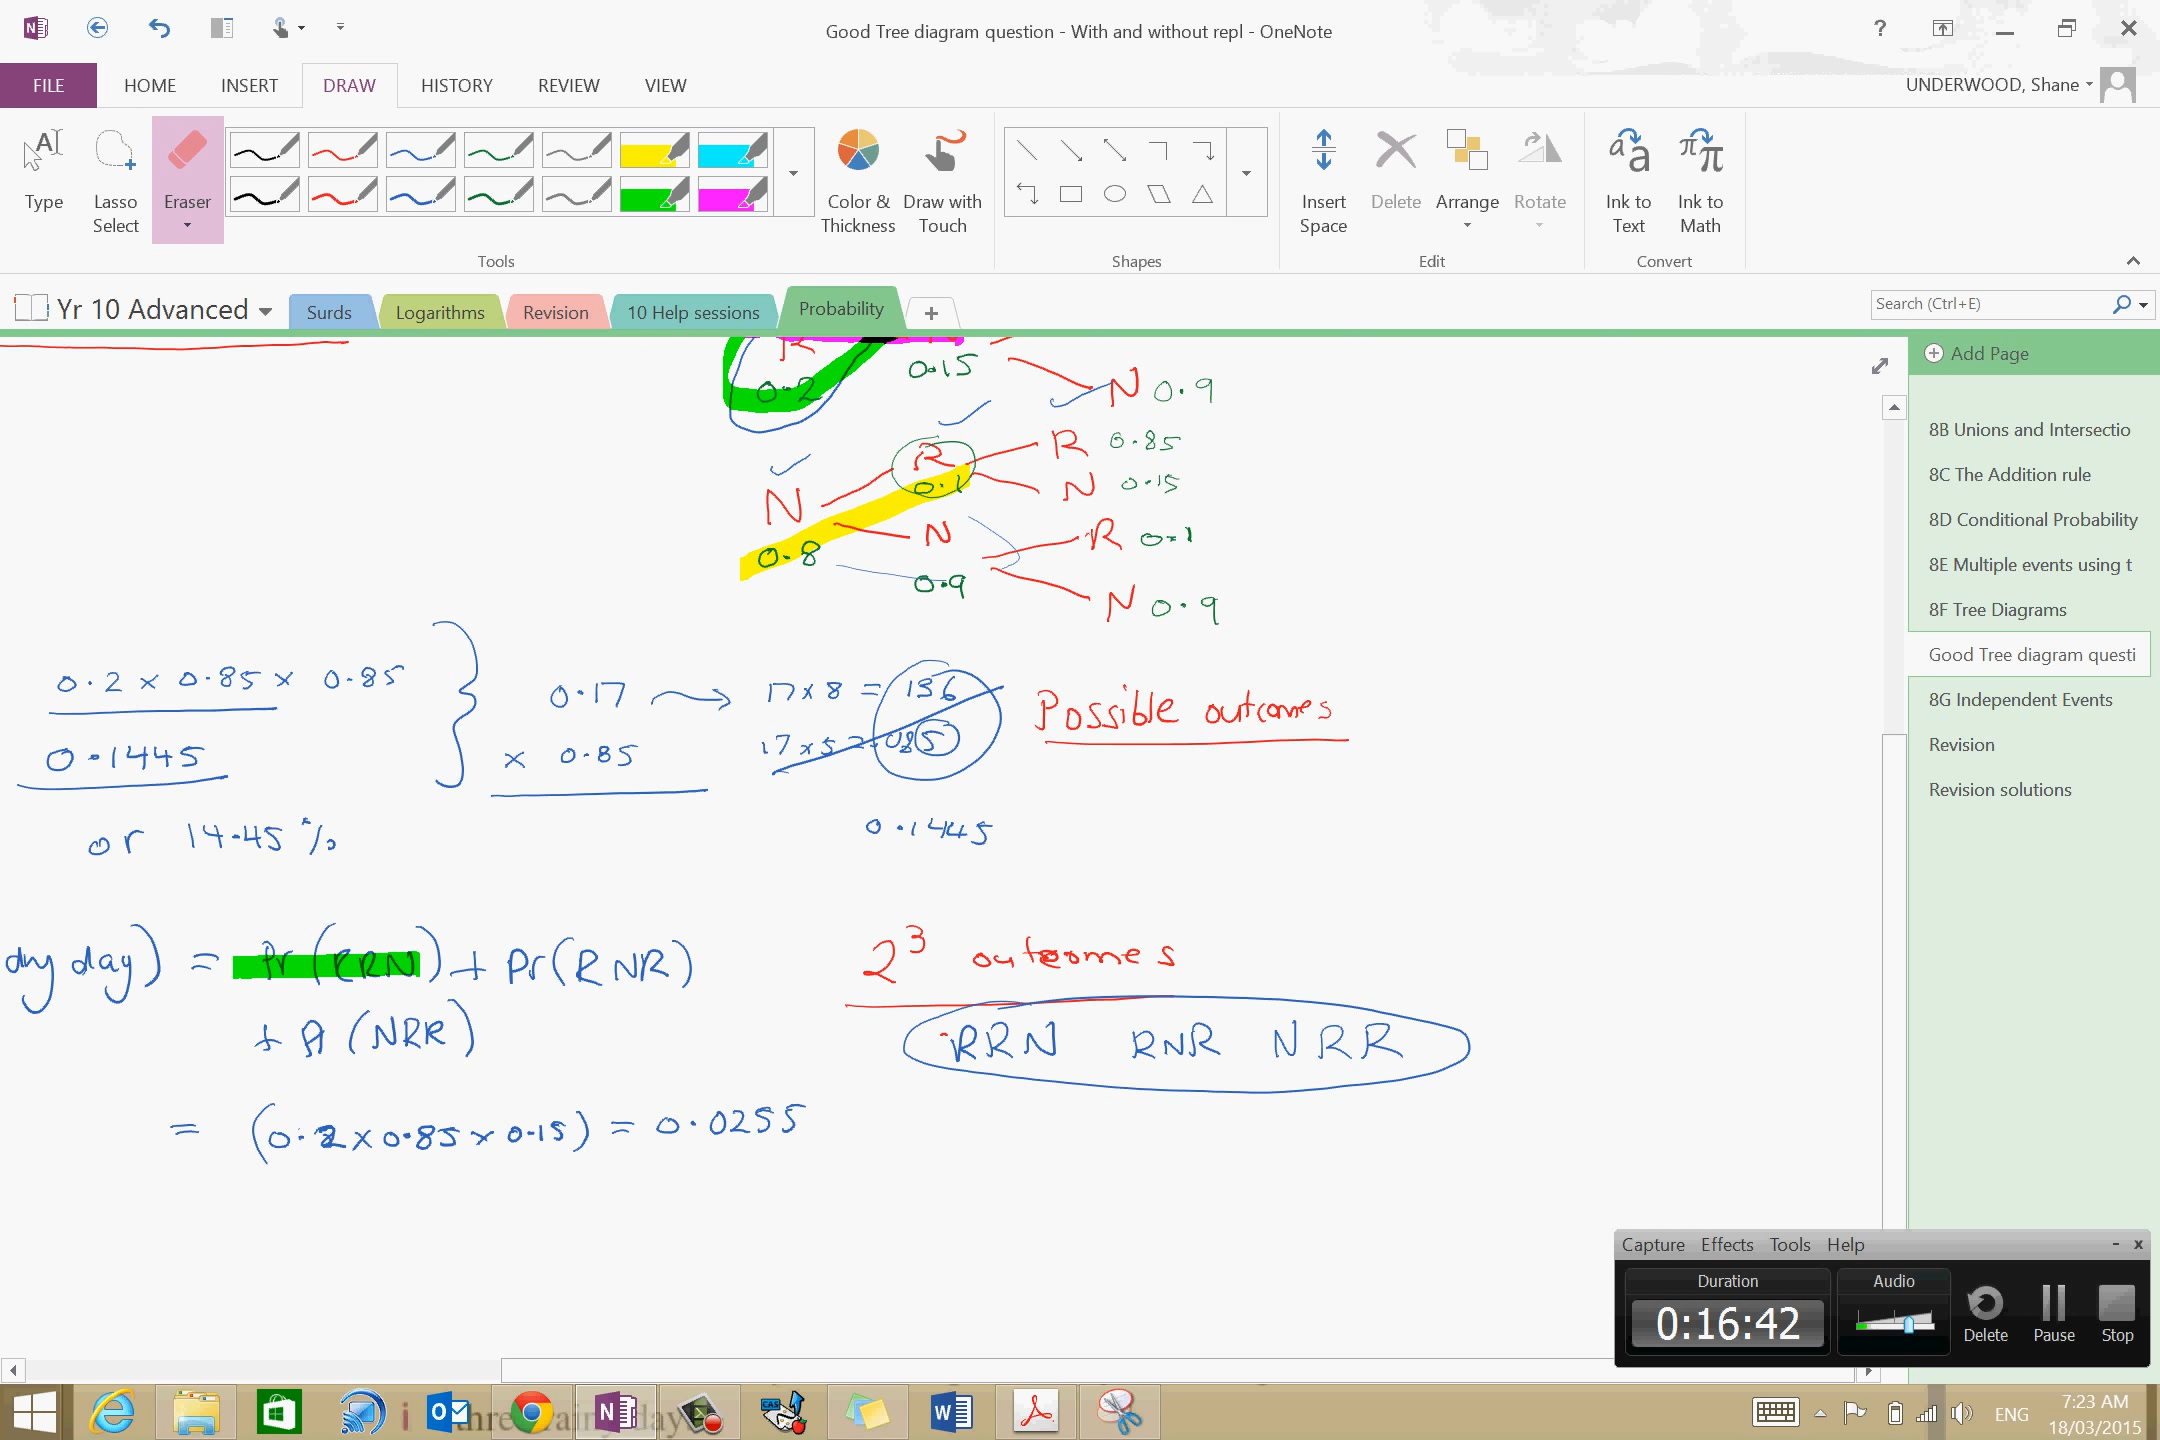 Good Tree diagram question - With and without repl - OneNote
?
FILE HOME INSERT DRAW HISTORY REVIEW VIEW
UNDERWOOD, Shane
Type
Lasso Select
Eraser
Color & Thickness
Draw with Touch
Insert Space
Delete
Arrange
Rotate
Ink to Text
Ink to Math
Tools
Shapes
Edit
Convert
Yr 10 Advanced
Surds
Logarithms
Revision
10 Help sessions
Probability
+
Search (Ctrl+E)
Add Page
8B Unions and Intersectio
8C The Addition rule
8D Conditional Probability
8E Multiple events using t
8F Tree Diagrams
Good Tree diagram questi
8G Independent Events
Revision
Revision solutions
R
0.2
0.15
N 0.9
R 0.85
R
0.1
N 0.15
N
0.8
N
0.9
R 0.1
N 0.9
0.2 x 0.85 x 0.85
0.1445
or 14.45%
0.17
x 0.85
17 x 8 = 136
0.1445
Possible outcomes
dry day) = Pr(RRN) + Pr(RNR)
+ Pr (NRR)
= (0.2 x 0.85 x 0.15) = 0.0255
2³ outcomes
RRN RNR NRR
Capture Effects Tools Help - x
Duration
0:16:42
Audio
Delete
Pause
Stop
ENG
7:23 AM
18/03/2015